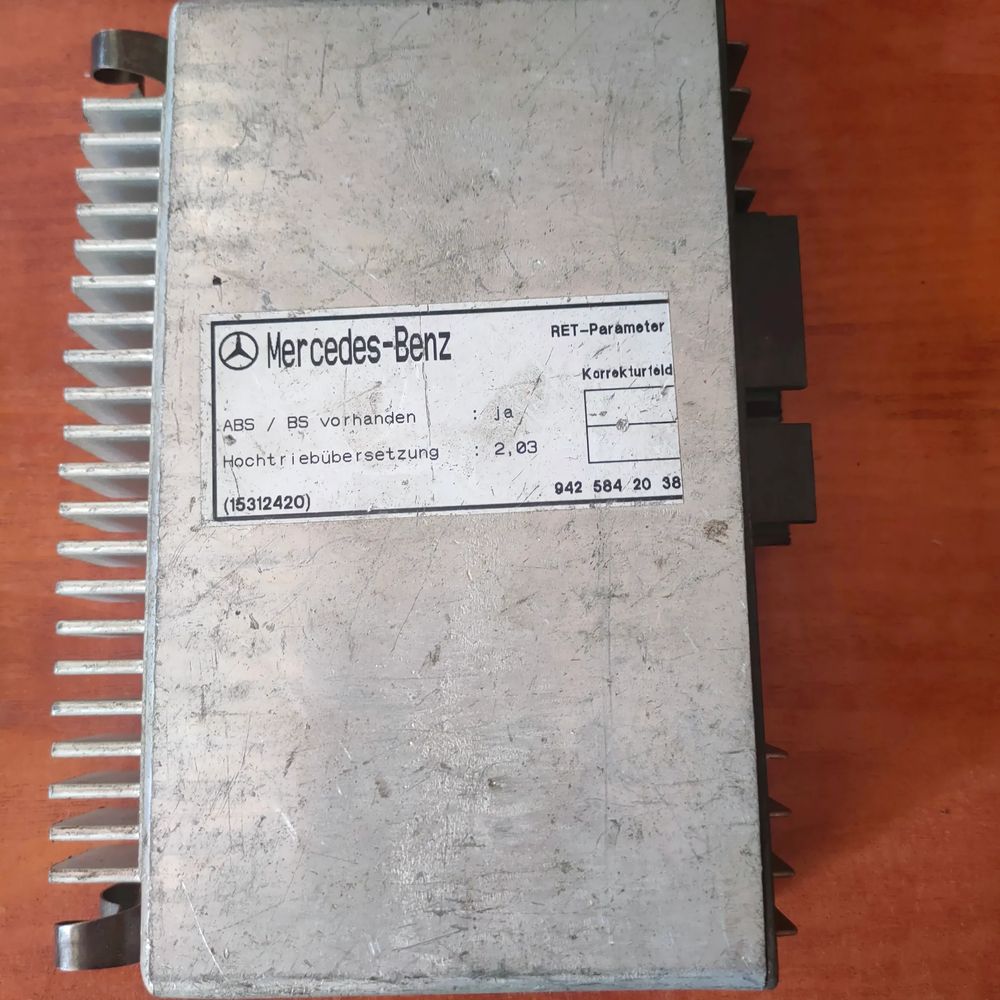 Mercedes-Benz
RET-Parameter
Korrekturfeld
ABS / BS vorhanden : ja
Hochtriebübersetzung : 2,03
(15312420) 942 584 20 38